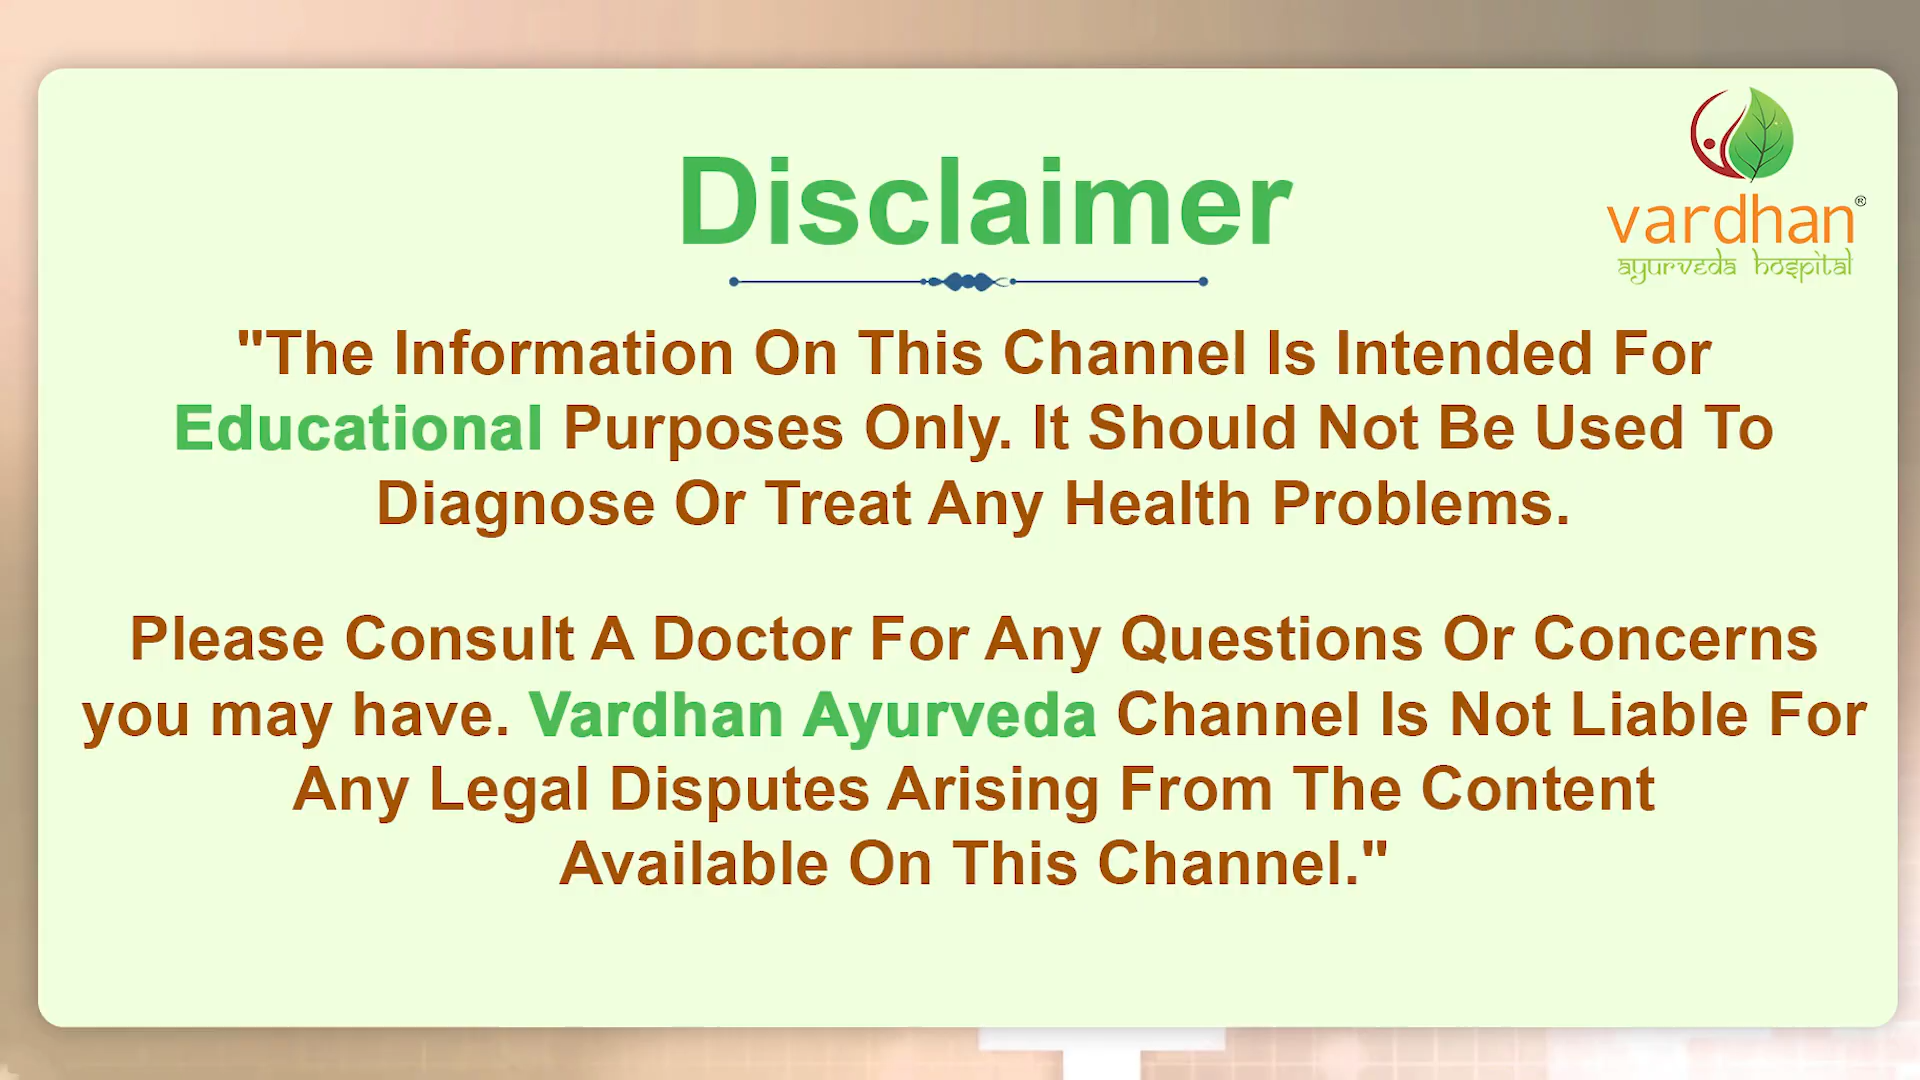 vardhan®
ayurveda hospital
Disclaimer
"The Information On This Channel Is Intended For
Educational Purposes Only. It Should Not Be Used To
Diagnose Or Treat Any Health Problems.
Please Consult A Doctor For Any Questions Or Concerns
you may have. Vardhan Ayurveda Channel Is Not Liable For
Any Legal Disputes Arising From The Content
Available On This Channel."